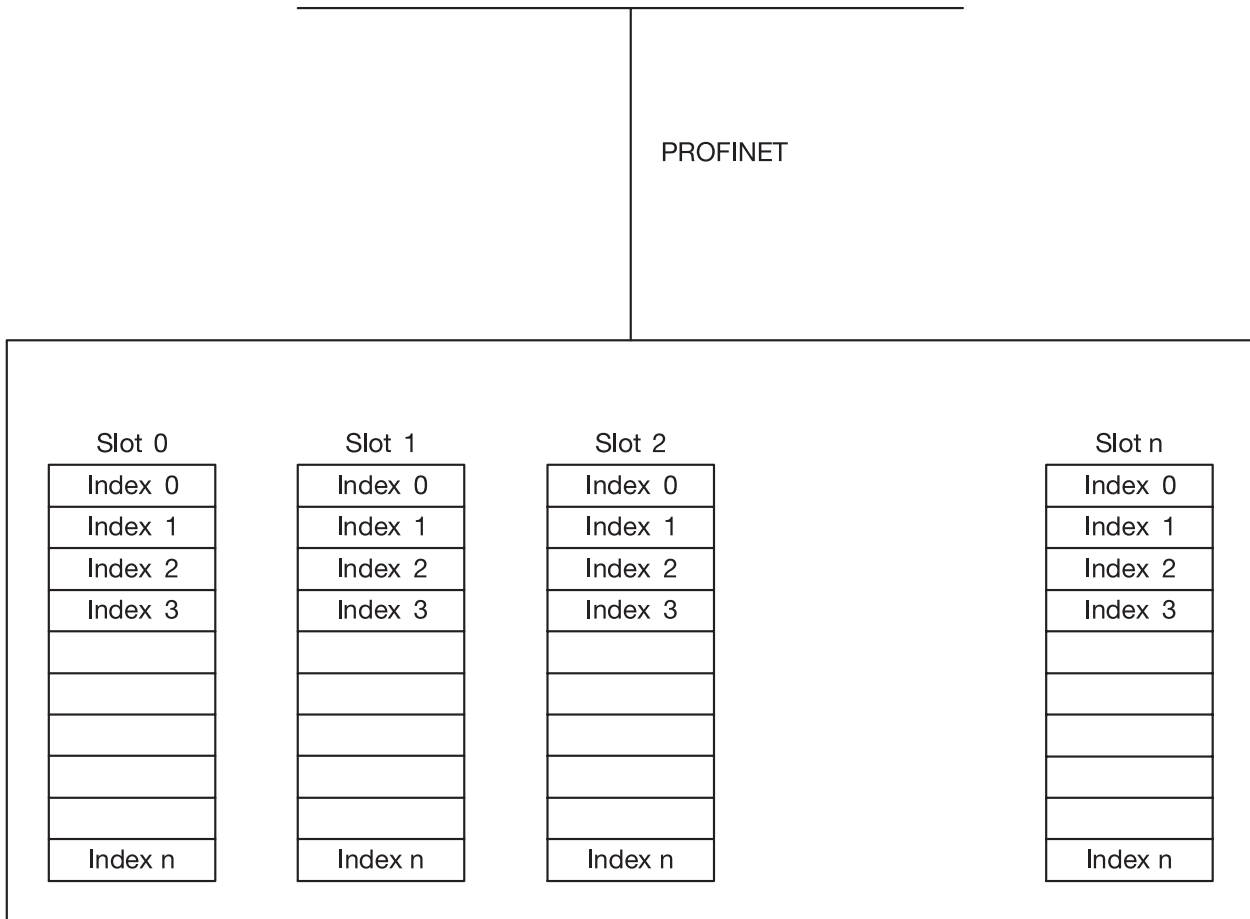 PROFINET
Slot 0 Slot 1 Slot 2 Slot n
Index 0 Index 0 Index 0 Index 0
Index 1 Index 1 Index 1 Index 1
Index 2 Index 2 Index 2 Index 2
Index 3 Index 3 Index 3 Index 3
Index n Index n Index n Index n